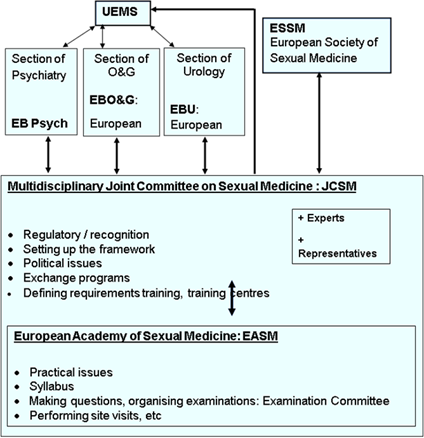 UEMS
ESSM
European Society of
Sexual Medicine
Section of
Psychiatry
EB Psych
Section of
O&G
EBO&G:
European
Section of
Urology
EBU:
European
Multidisciplinary Joint Committee on Sexual Medicine : JCSM
• Regulatory / recognition
• Setting up the framework
• Political issues
• Exchange programs
• Defining requirements training, training centres
+ Experts
+
Representatives
European Academy of Sexual Medicine: EASM
• Practical issues
• Syllabus
• Making questions, organising examinations: Examination Committee
• Performing site visits, etc